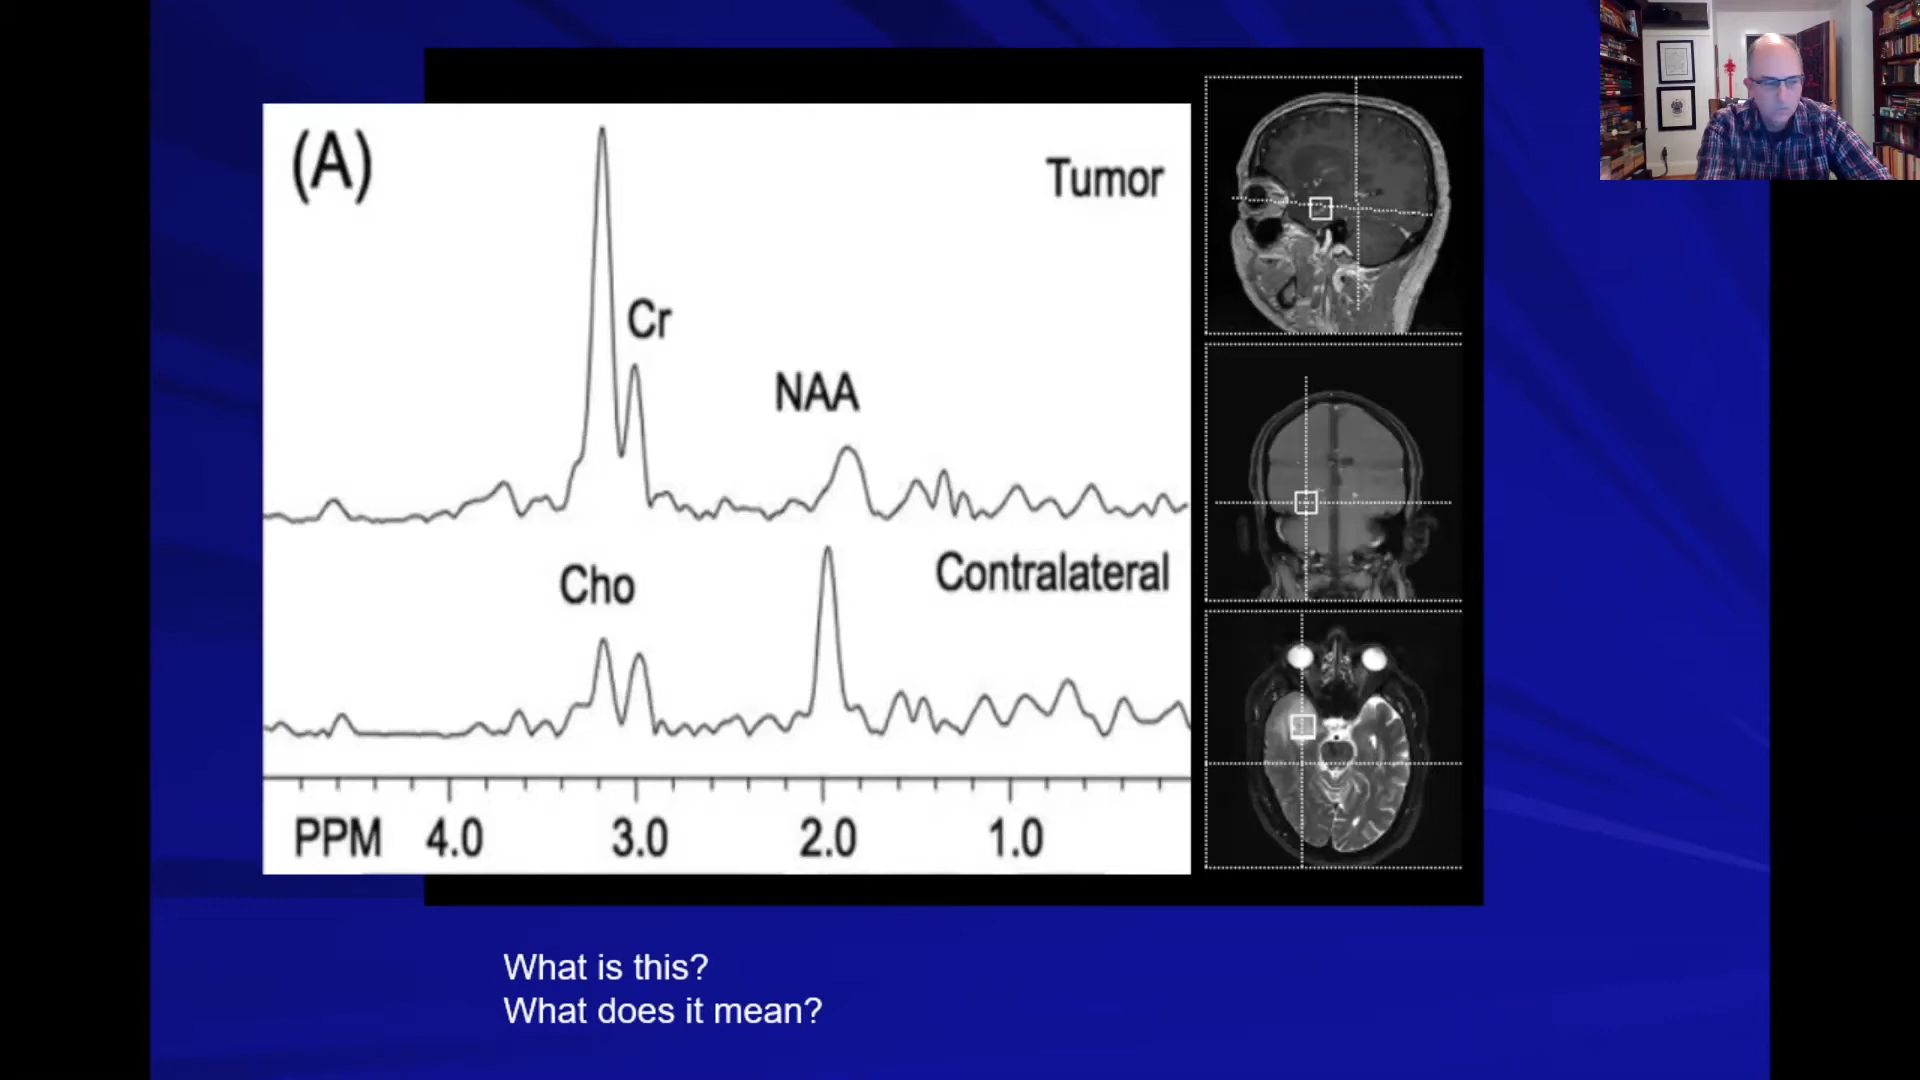 (A)
Tumor
Cr
NAA
Cho
Contralateral
PPM 4.0 3.0 2.0 1.0
What is this?
What does it mean?